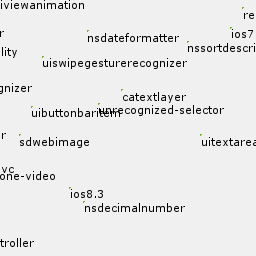 iviewanimation
re
r
nsdateformatter
ios7
nssortdescri
lity
uiswipegesturerecognizer
gnizer
catextlayer
uibuttonbaritem
unrecognized-selector
r
sdwebimage
uitextarea
vc
one-video
ios8.3
nsdecimalnumber
troller